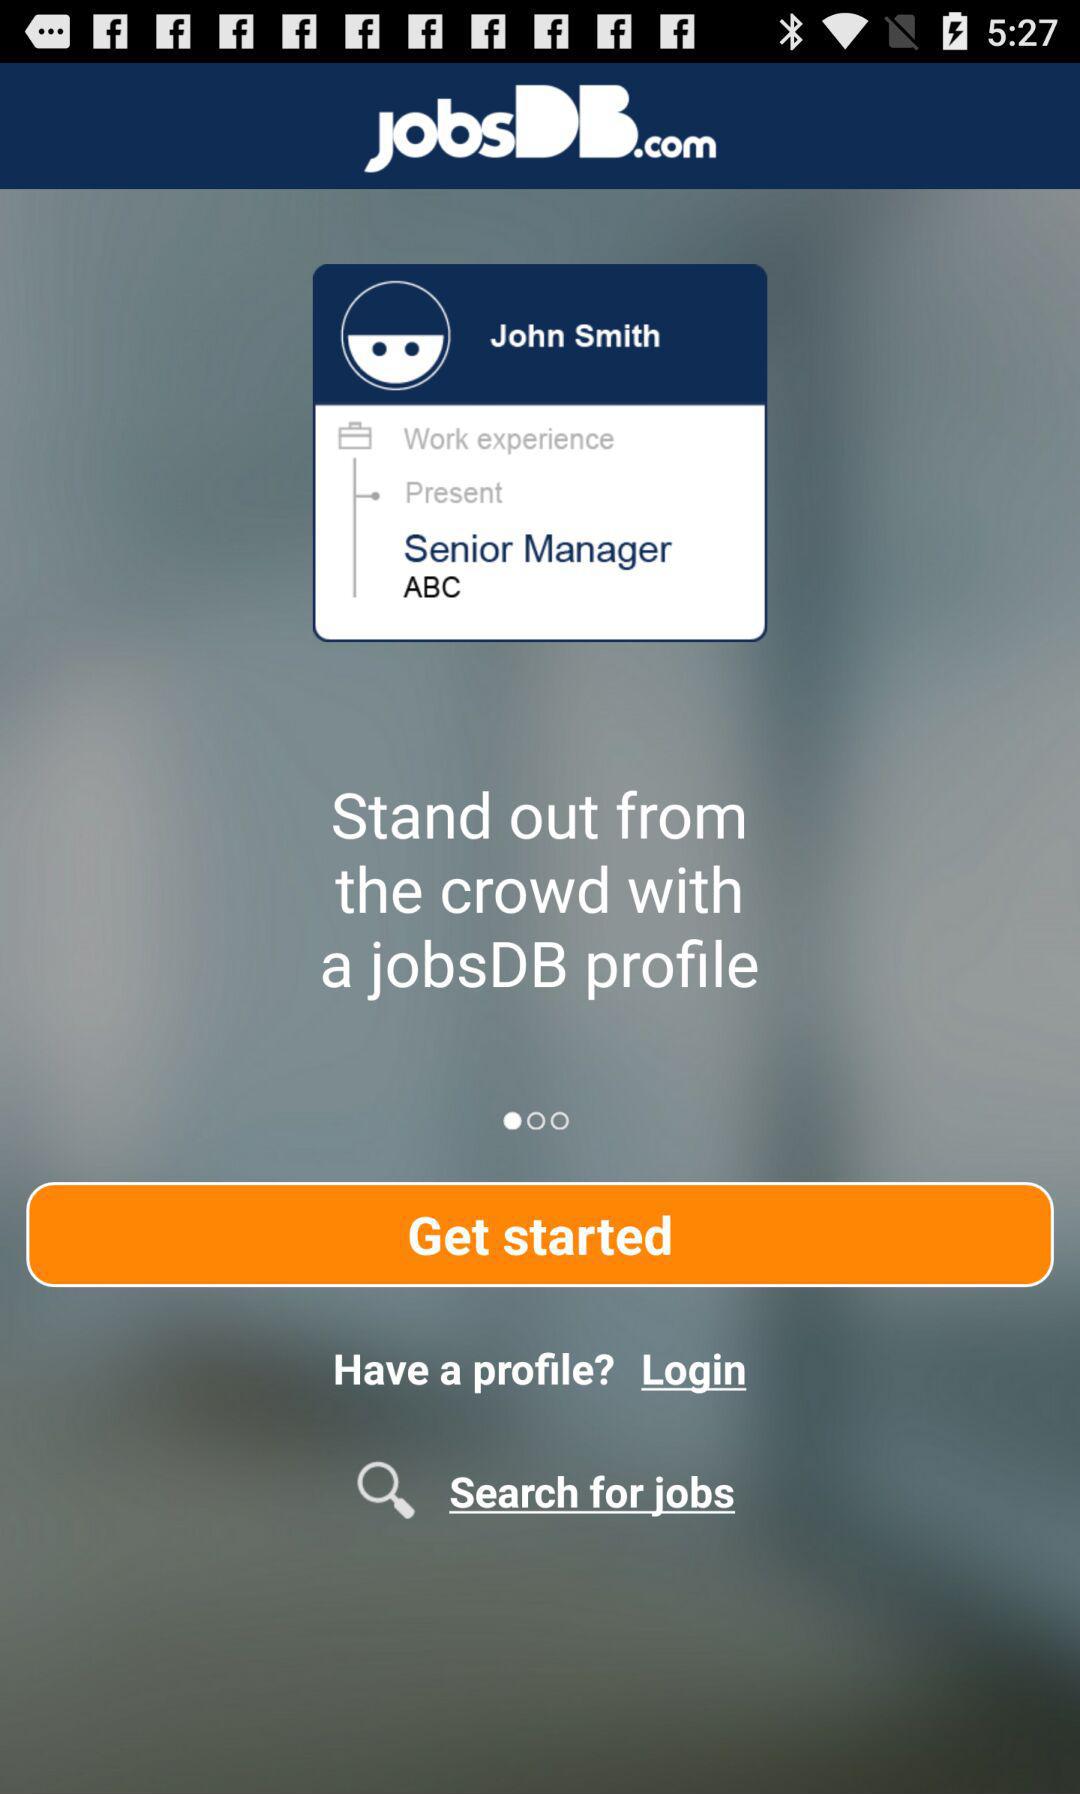 5:27
jobsDB.com
John Smith
Work experience
Present
Senior Manager
ABC
Stand out from
the crowd with
a jobsDB profile
Get started
Have a profile? Login
Search for jobs